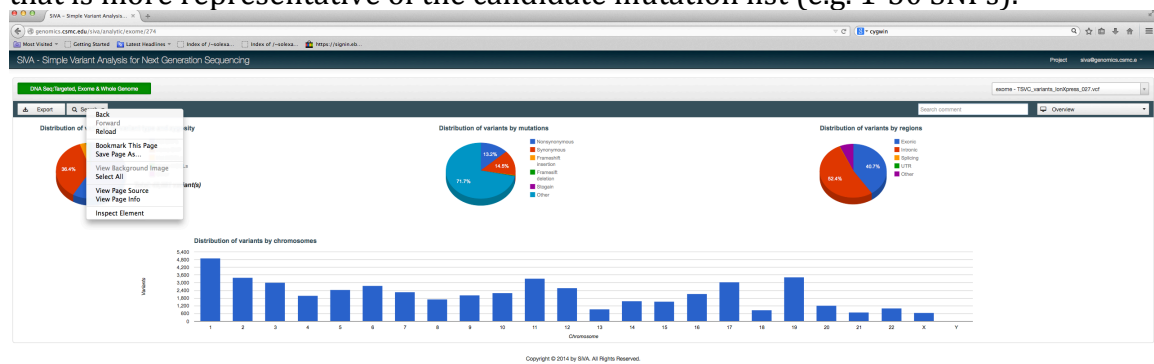 that is more representative of the candidate mutation list (e.g. 1-50 SNPs).
SIVA - Simple Variant Analysis...
genomics.csmc.edu/siva/analytic/exome/274
cygwin
Most Visited
Getting Started
Latest Headlines
Index of /~solexa...
Index of /~solexa...
https://signin.eb...
SIVA - Simple Variant Analysis for Next Generation Sequencing
Project
siva@genomics.csmc.e
DNA Seq:Targeted, Exome & Whole Genome
exome - TSVC_variants_IonXpress_027.vcf
Export
Search comment
Overview
Back
Forward
Reload
Bookmark This Page
Save Page As...
View Background Image
Select All
View Page Source
View Page Info
Inspect Element
36.4%
Distribution of variants by mutations
13.2%
14.5%
71.7%
Nonsynonymous
Synonymous
Frameshift
insertion
Frameshift
deletion
Stopgain
Other
Distribution of variants by regions
40.7%
52.4%
Exonic
Intronic
Splicing
UTR
Other
Distribution of variants by chromosomes
Variants
5,400
4,800
4,200
3,600
3,000
2,400
1,800
1,200
600
0
1 2 3 4 5 6 7 8 9 10 11 12 13 14 15 16 17 18 19 20 21 22 X Y
Chromosome
Copyright © 2014 by SIVA. All Rights Reserved.